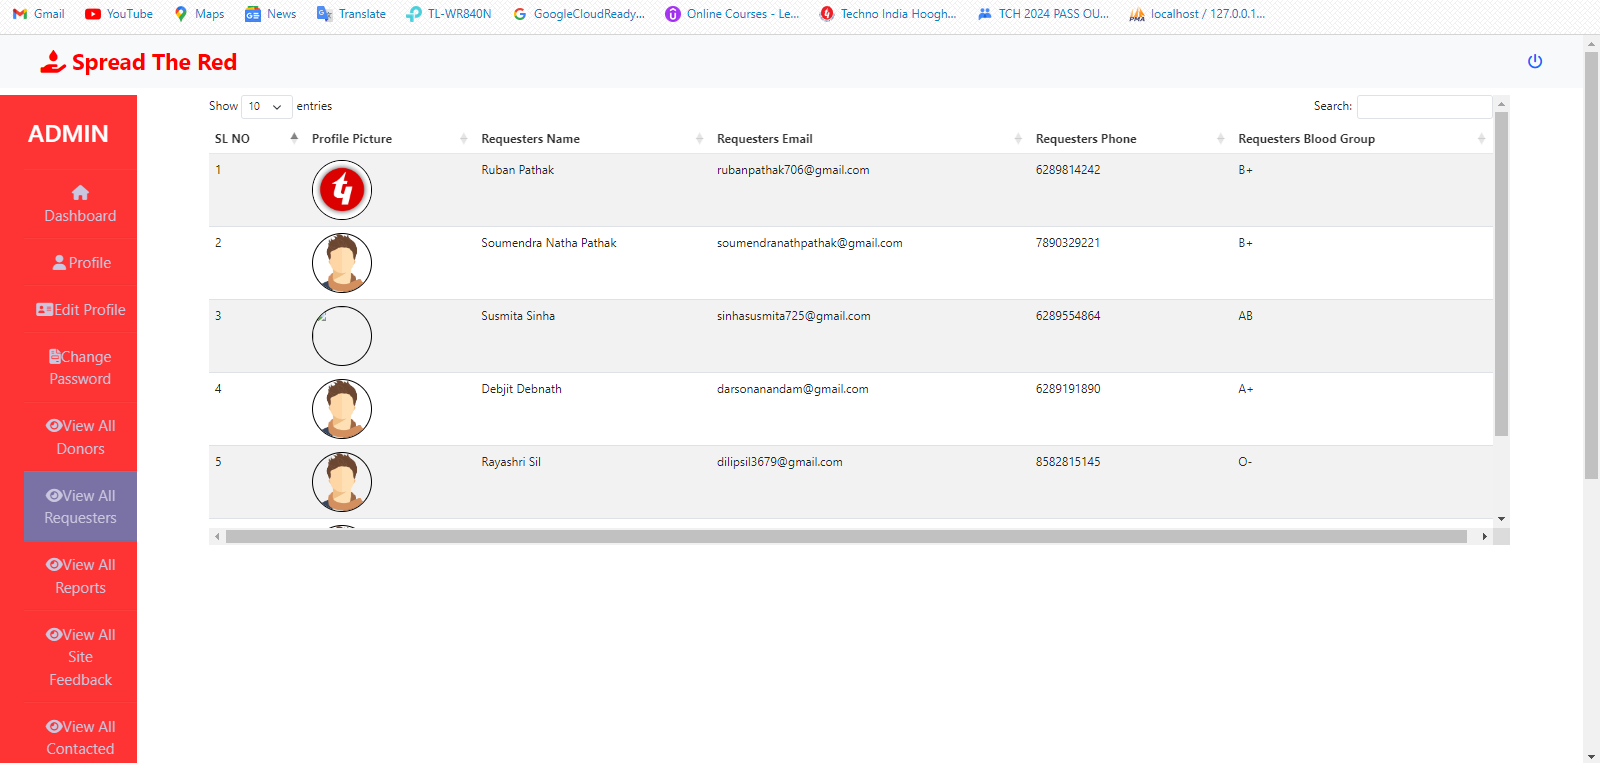 Gmail YouTube Maps News Translate TL-WR840N GoogleCloudReady... Online Courses - Le... Techno India Hoogh... TCH 2024 PASS OU... localhost / 127.0.0.1...
Spread The Red
ADMIN
Dashboard
Profile
Edit Profile
Change
Password
View All
Donors
View All
Requesters
View All
Reports
View All
Site
Feedback
View All
Contacted
Show 10 entries Search:
SL NO Profile Picture Requesters Name Requesters Email Requesters Phone Requesters Blood Group
1 Ruban Pathak rubanpathak706@gmail.com 6289814242 B+
2 Soumendra Natha Pathak soumendranathpathak@gmail.com 7890329221 B+
3 Susmita Sinha sinhasusmita725@gmail.com 6289554864 AB
4 Debjit Debnath darsonanandam@gmail.com 6289191890 A+
5 Rayashri Sil dilipsil3679@gmail.com 8582815145 O-